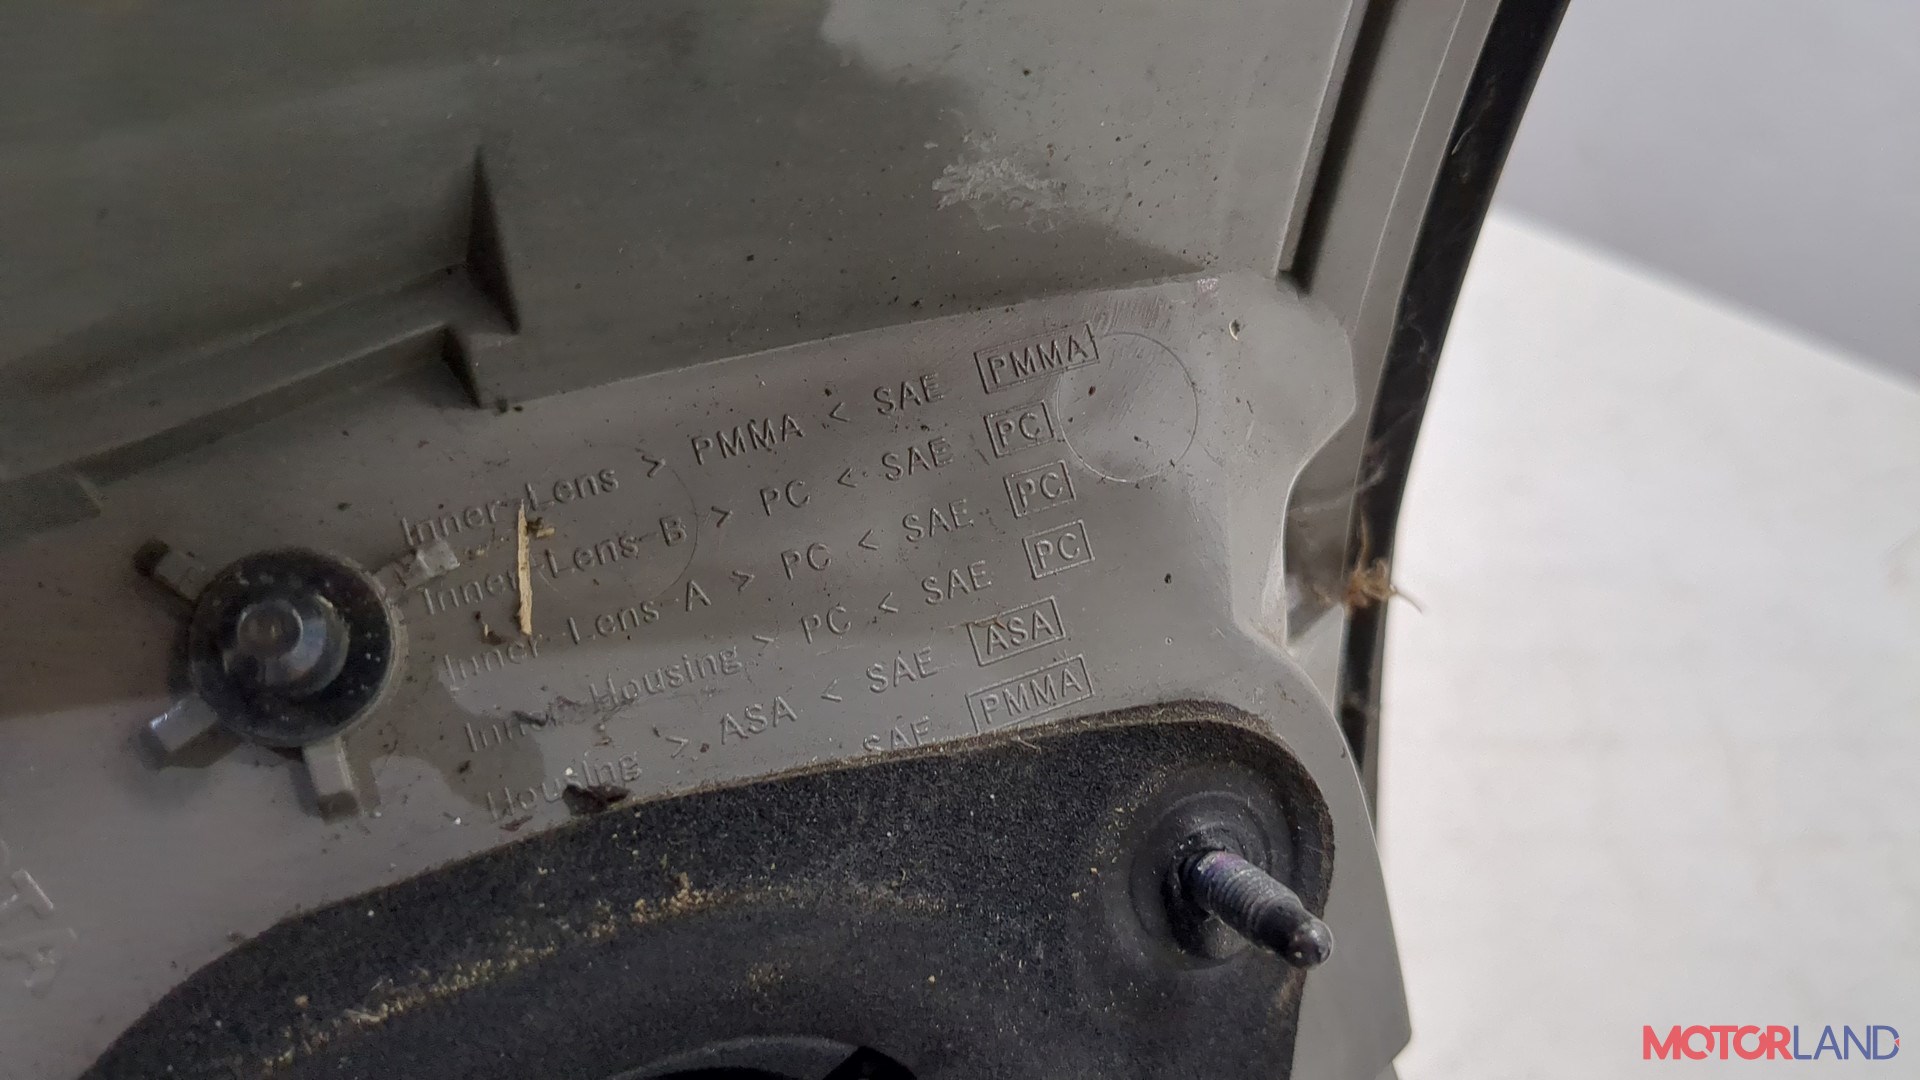 Inner Lens > PMMA < SAE PMMA
Inner Lens B > PC < SAE PC
Inner Lens A > PC < SAE PC
Inner Housing > PC < SAE PC
Housing > ASA < SAE ASA
SAE PMMA
MOTORLAND